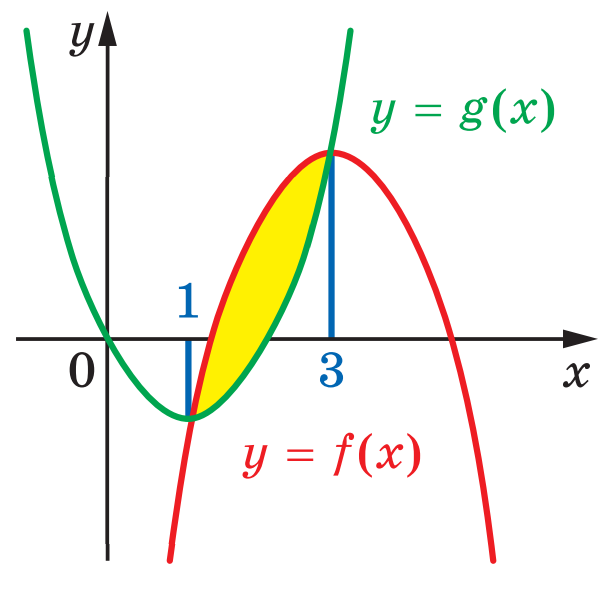 y
y = g(x)
1
0
3
x
y = f(x)